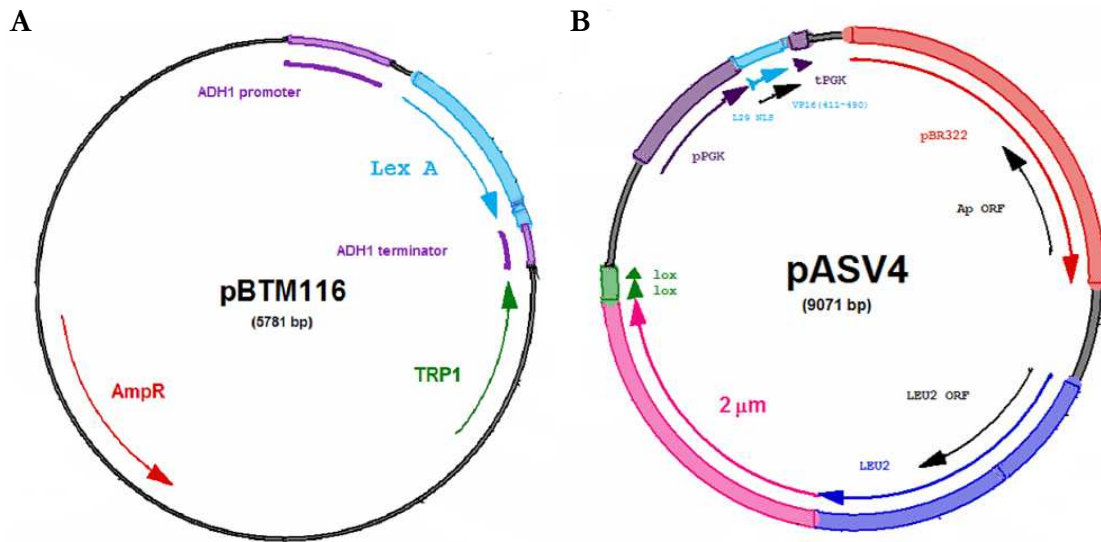 A
ADH1 promoter
Lex A
ADH1 terminator
pBTM116
(5781 bp)
TRP1
AmpR
B
tPGK
VP16(411-490)
L29 NLS
pPGK
pBR322
Ap ORF
lox
lox
pASV4
(9071 bp)
LEU2 ORF
2 μm
LEU2